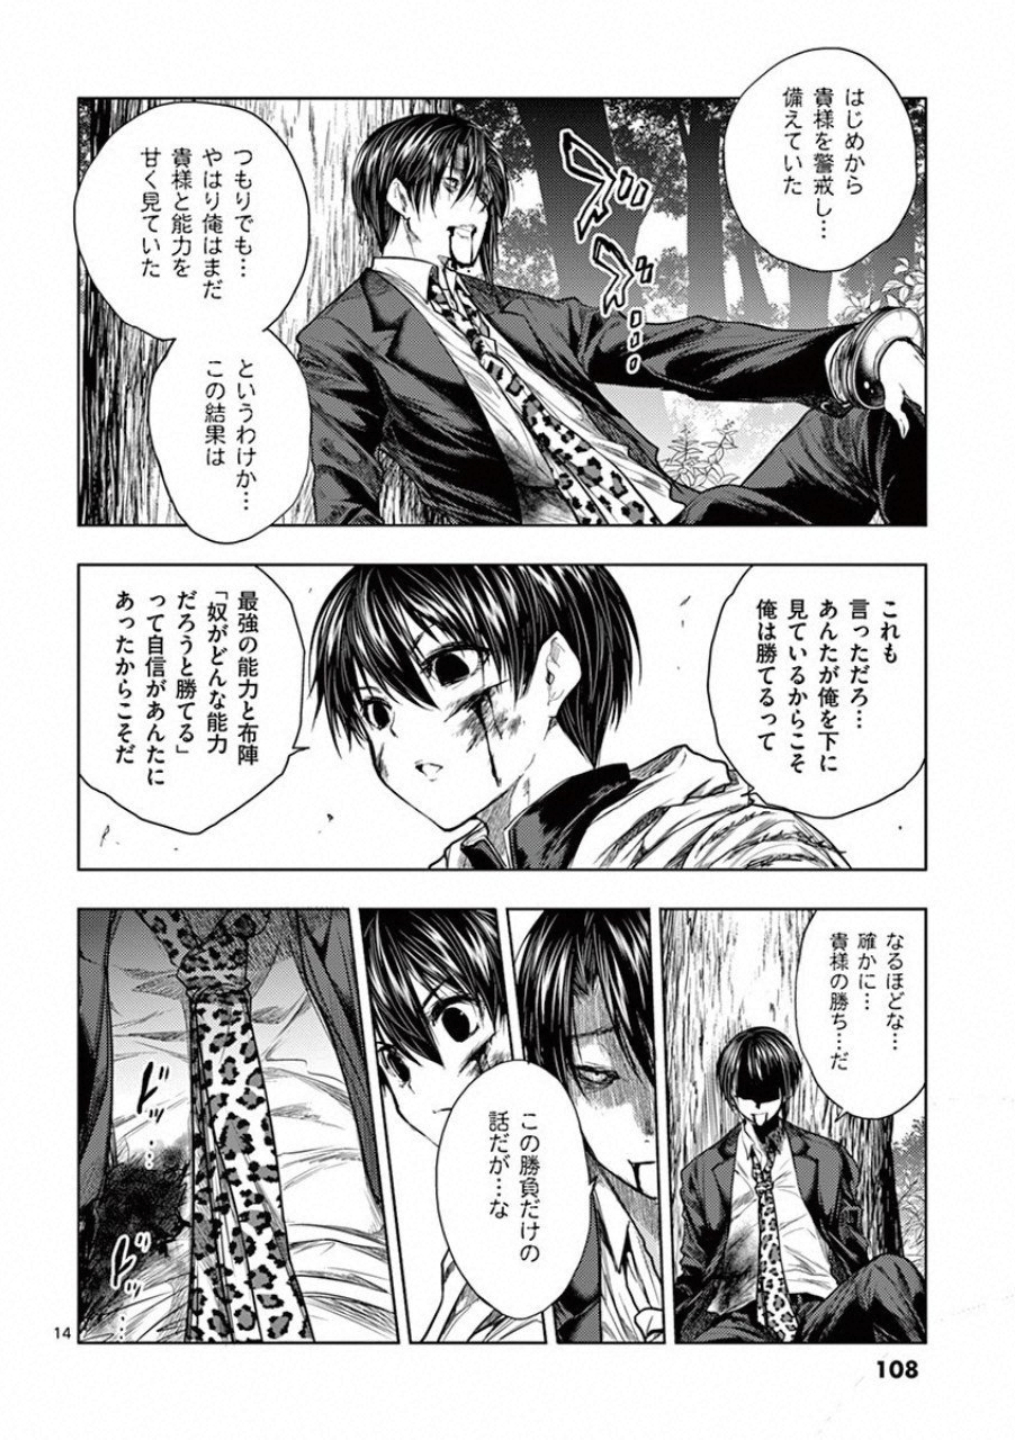 はじめから
貴様を警戒し…
備えていた
つもりでも…
やはり俺はまだ
貴様と能力を
甘く見ていた
というわけか…
この結果は
ズル
ズル
これも
言っただろ…
あんたが俺を下に
見ているからこそ
俺は勝てるって
最強の能力と布陣
「奴がどんな能力
だろうと勝てる」
って自信があんたに
あったからこそだ
なるほどな…
確かに…
貴様の勝ち…だ
この勝負だけの
話だが…な
ドド…
ドド…
14
108